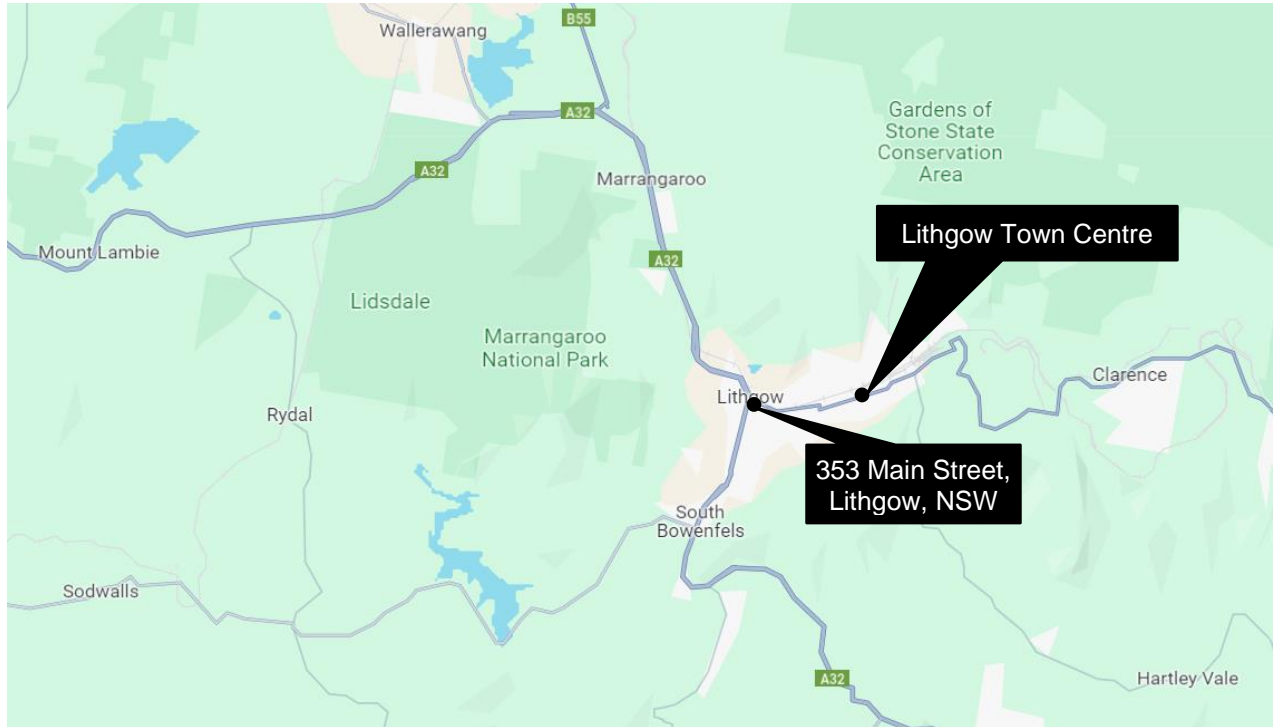 B55
Wallerawang
A32
Gardens of
Stone State
Conservation
Area
A32
Marrangaroo
Lithgow Town Centre
Mount Lambie
A32
Lidsdale
Marrangaroo
National Park
Clarence
Lithgow
Rydal
353 Main Street,
Lithgow, NSW
South
Bowenfels
Sodwalls
A32
Hartley Vale